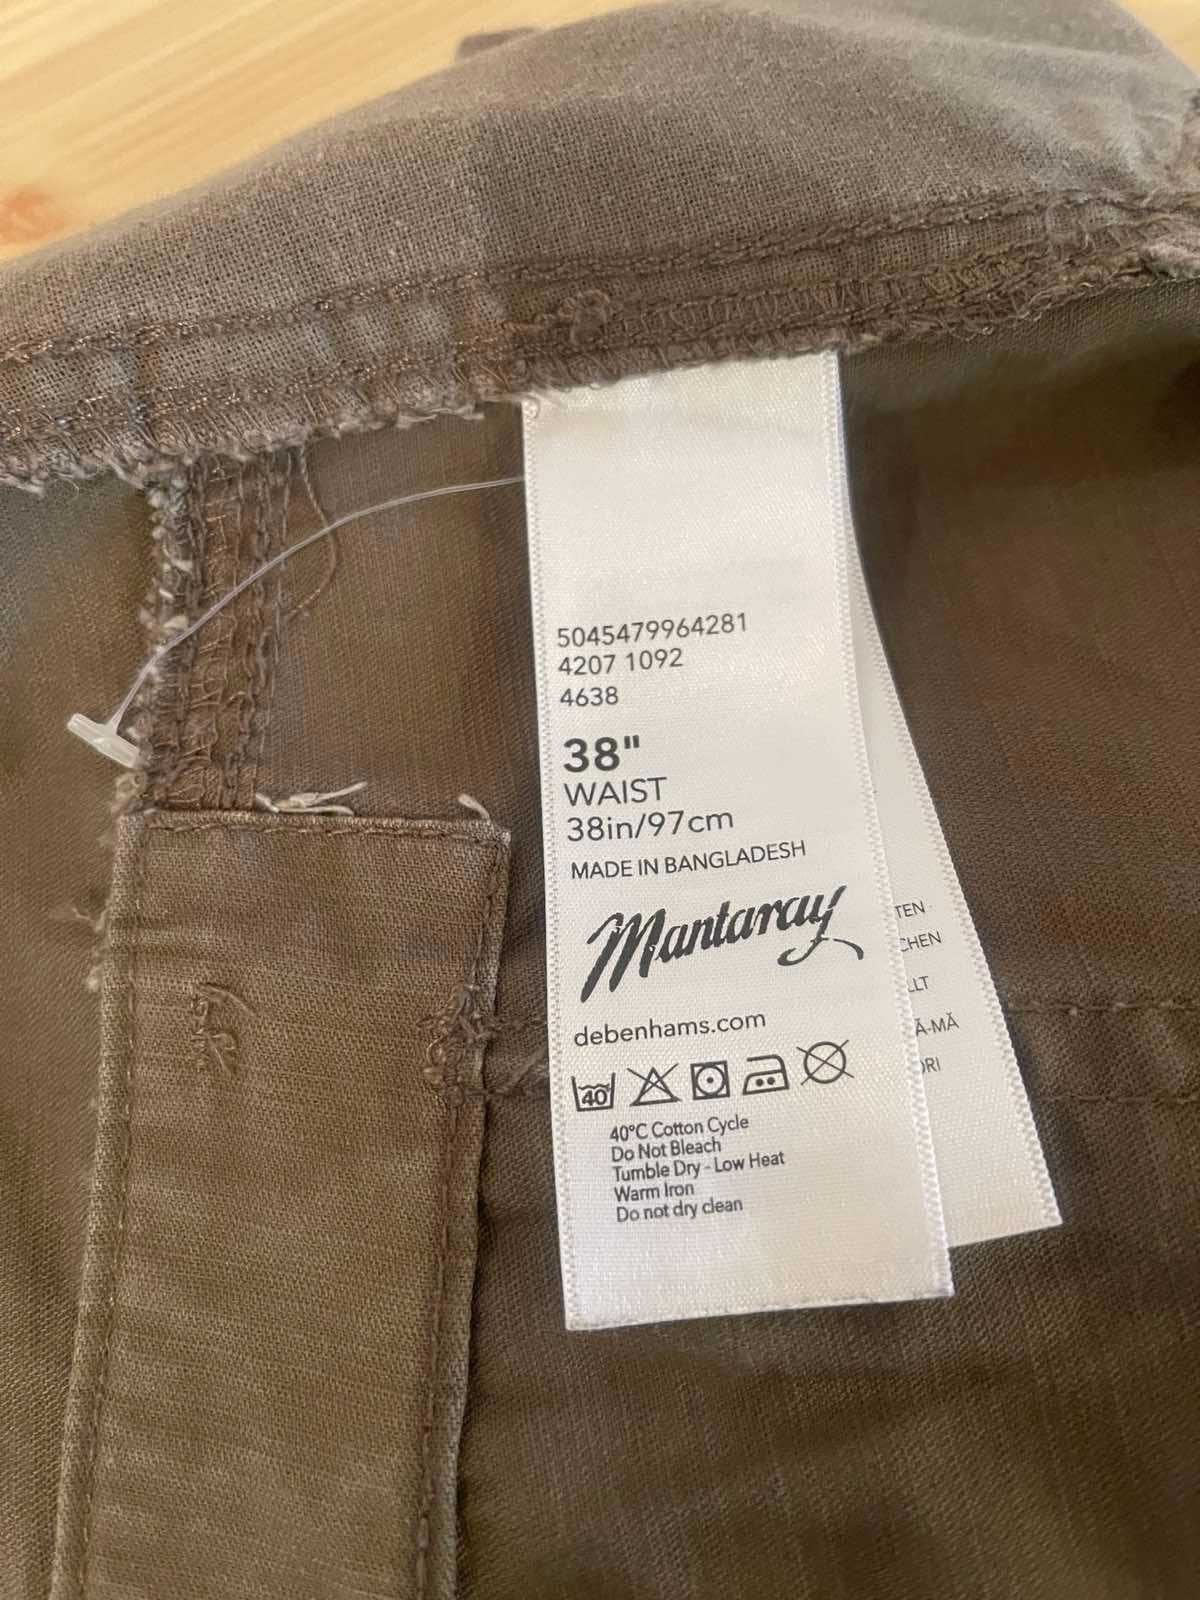 5045479964281
4207 1092
4638
38"
WAIST
38in/97cm
MADE IN BANGLADESH
Mantaray
debenhams.com
40
40°C Cotton Cycle
Do Not Bleach
Tumble Dry - Low Heat
Warm Iron
Do not dry clean